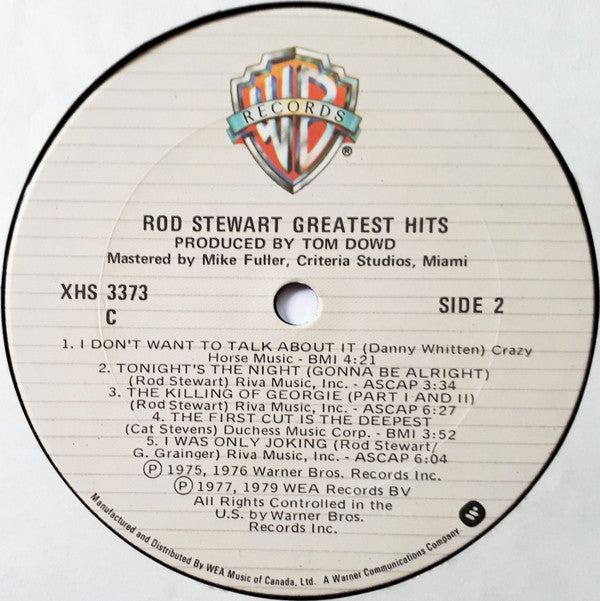 WB
RECORDS
®
ROD STEWART GREATEST HITS
PRODUCED BY TOM DOWD
Mastered by Mike Fuller, Criteria Studios, Miami
XHS 3373
C
SIDE 2
1. I DON'T WANT TO TALK ABOUT IT (Danny Whitten) Crazy
Horse Music - BMI 4:21
2. TONIGHT'S THE NIGHT (GONNA BE ALRIGHT)
(Rod Stewart) Riva Music, Inc. - ASCAP 3:34
3. THE KILLING OF GEORGIE (PART I AND II)
(Rod Stewart) Riva Music, Inc. - ASCAP 6:27
4. THE FIRST CUT IS THE DEEPEST
(Cat Stevens) Duchess Music Corp. - BMI 3:52
5. I WAS ONLY JOKING (Rod Stewart/
G. Grainger) Riva Music, Inc. - ASCAP 6:04
Ⓟ 1975, 1976 Warner Bros. Records Inc.
Ⓟ 1977, 1979 WEA Records BV
All Rights Controlled in the
U.S. by Warner Bros.
Records Inc.
Manufactured and Distributed By WEA Music of Canada, Ltd. A Warner Communications Company